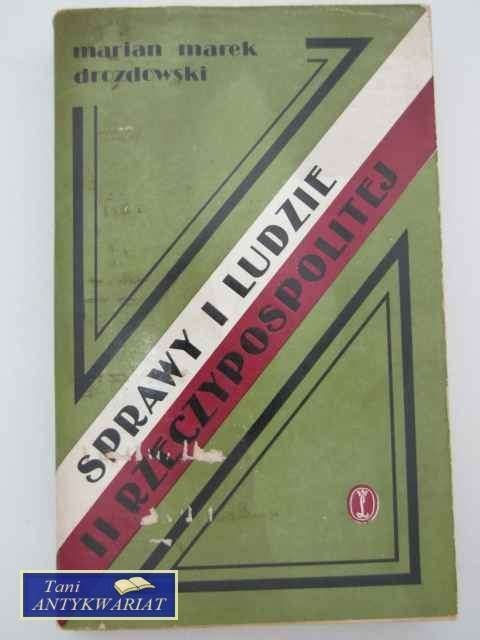 marian marek
drozdowski
SPRAWY I LUDZIE
II RZECZYPOSPOLITEJ
Tani
ANTYKWARIAT